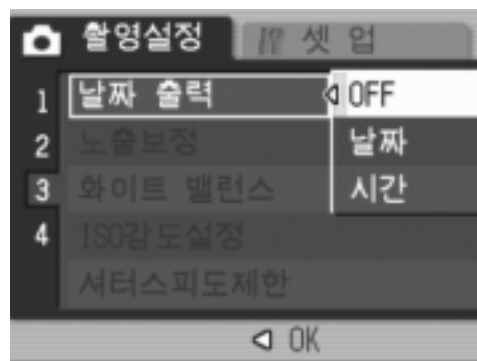 촬영설정 셋 업
1 날짜 출력 OFF
2 노출보정 날짜
3 화이트 밸런스 시간
4 ISO감도설정
셔터스피도제한
OK